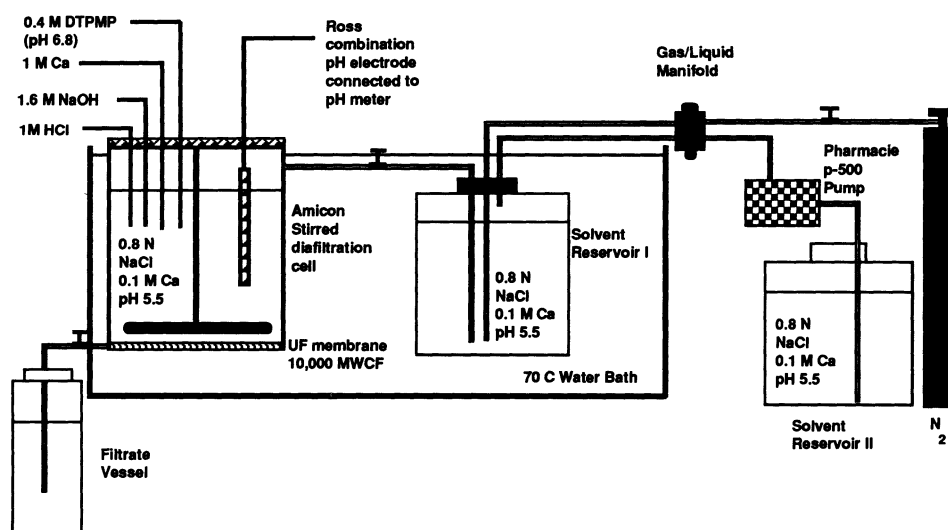 0.4 M DTPMP
(pH 6.8)
1 M Ca
1.6 M NaOH
1M HCl
Ross
combination
pH electrode
connected to
pH meter
Gas/Liquid
Manifold
Pharmacie
p-500
Pump
Amicon
Stirred
diafiltration
cell
0.8 N
NaCl
0.1 M Ca
pH 5.5
Solvent
Reservoir I
0.8 N
NaCl
0.1 M Ca
pH 5.5
UF membrane
10,000 MWCF
70 C Water Bath
0.8 N
NaCl
0.1 M Ca
pH 5.5
Solvent
Reservoir II
N
2
Filtrate
Vessel